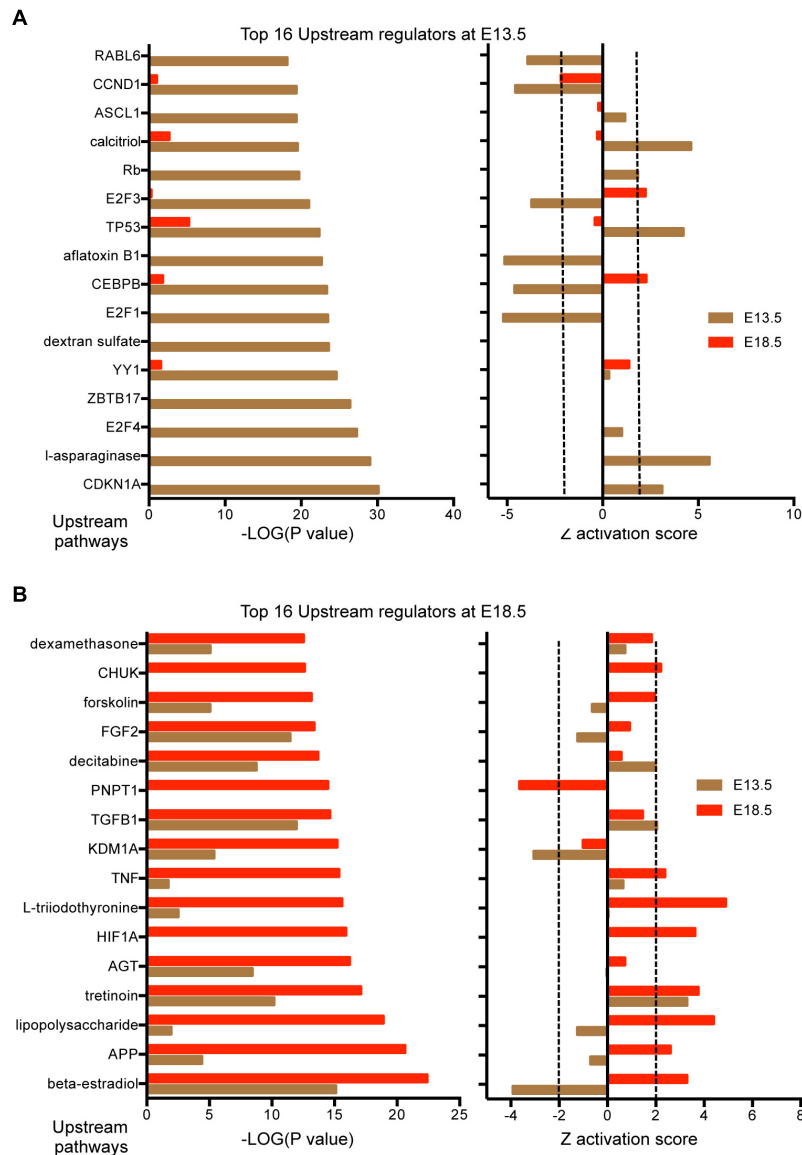 A
Top 16 Upstream regulators at E13.5
RABL6
CCND1
ASCL1
calcitriol
Rb
E2F3
TP53
aflatoxin B1
CEBPB
E2F1
dextran sulfate
YY1
ZBTB17
E2F4
l-asparaginase
CDKN1A
E13.5
E18.5
0 10 20 30 40
-5 0 5 10
Upstream
pathways
-LOG(P value)
Z activation score
B
Top 16 Upstream regulators at E18.5
dexamethasone
CHUK
forskolin
FGF2
decitabine
PNPT1
TGFB1
KDM1A
TNF
L-triiodothyronine
HIF1A
AGT
tretinoin
lipopolysaccharide
APP
beta-estradiol
E13.5
E18.5
0 5 10 15 20 25
-4 -2 0 2 4 6 8
Upstream
pathways
-LOG(P value)
Z activation score